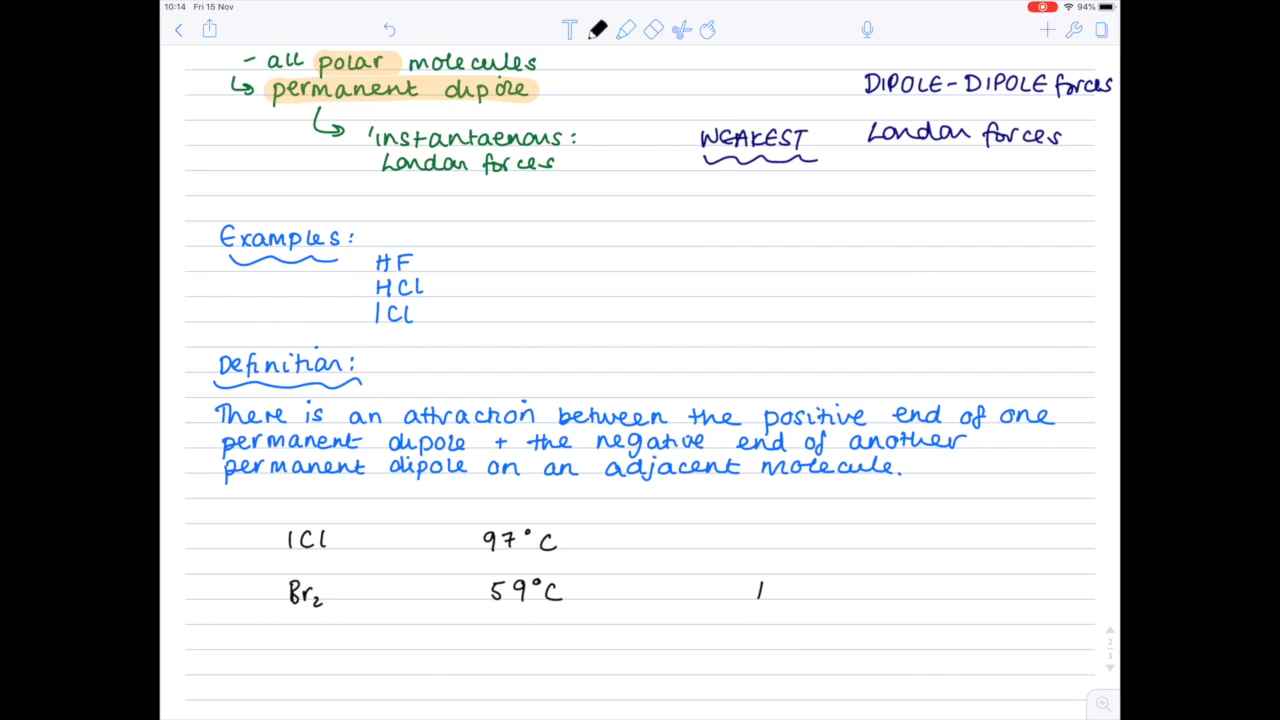 10:14 Fri 15 Nov
94%
- all polar molecules
↳ permanent dipole
DIPOLE - DIPOLE forces
↳ 'instantaenous:
London forces
WEAKEST
London forces
Examples:
HF
HCl
ICl
Definition:
There is an attraction between the positive end of one
permanent dipole + the negative end of another
permanent dipole on an adjacent molecule.
ICl 97°C
Br₂ 59°C
2
3